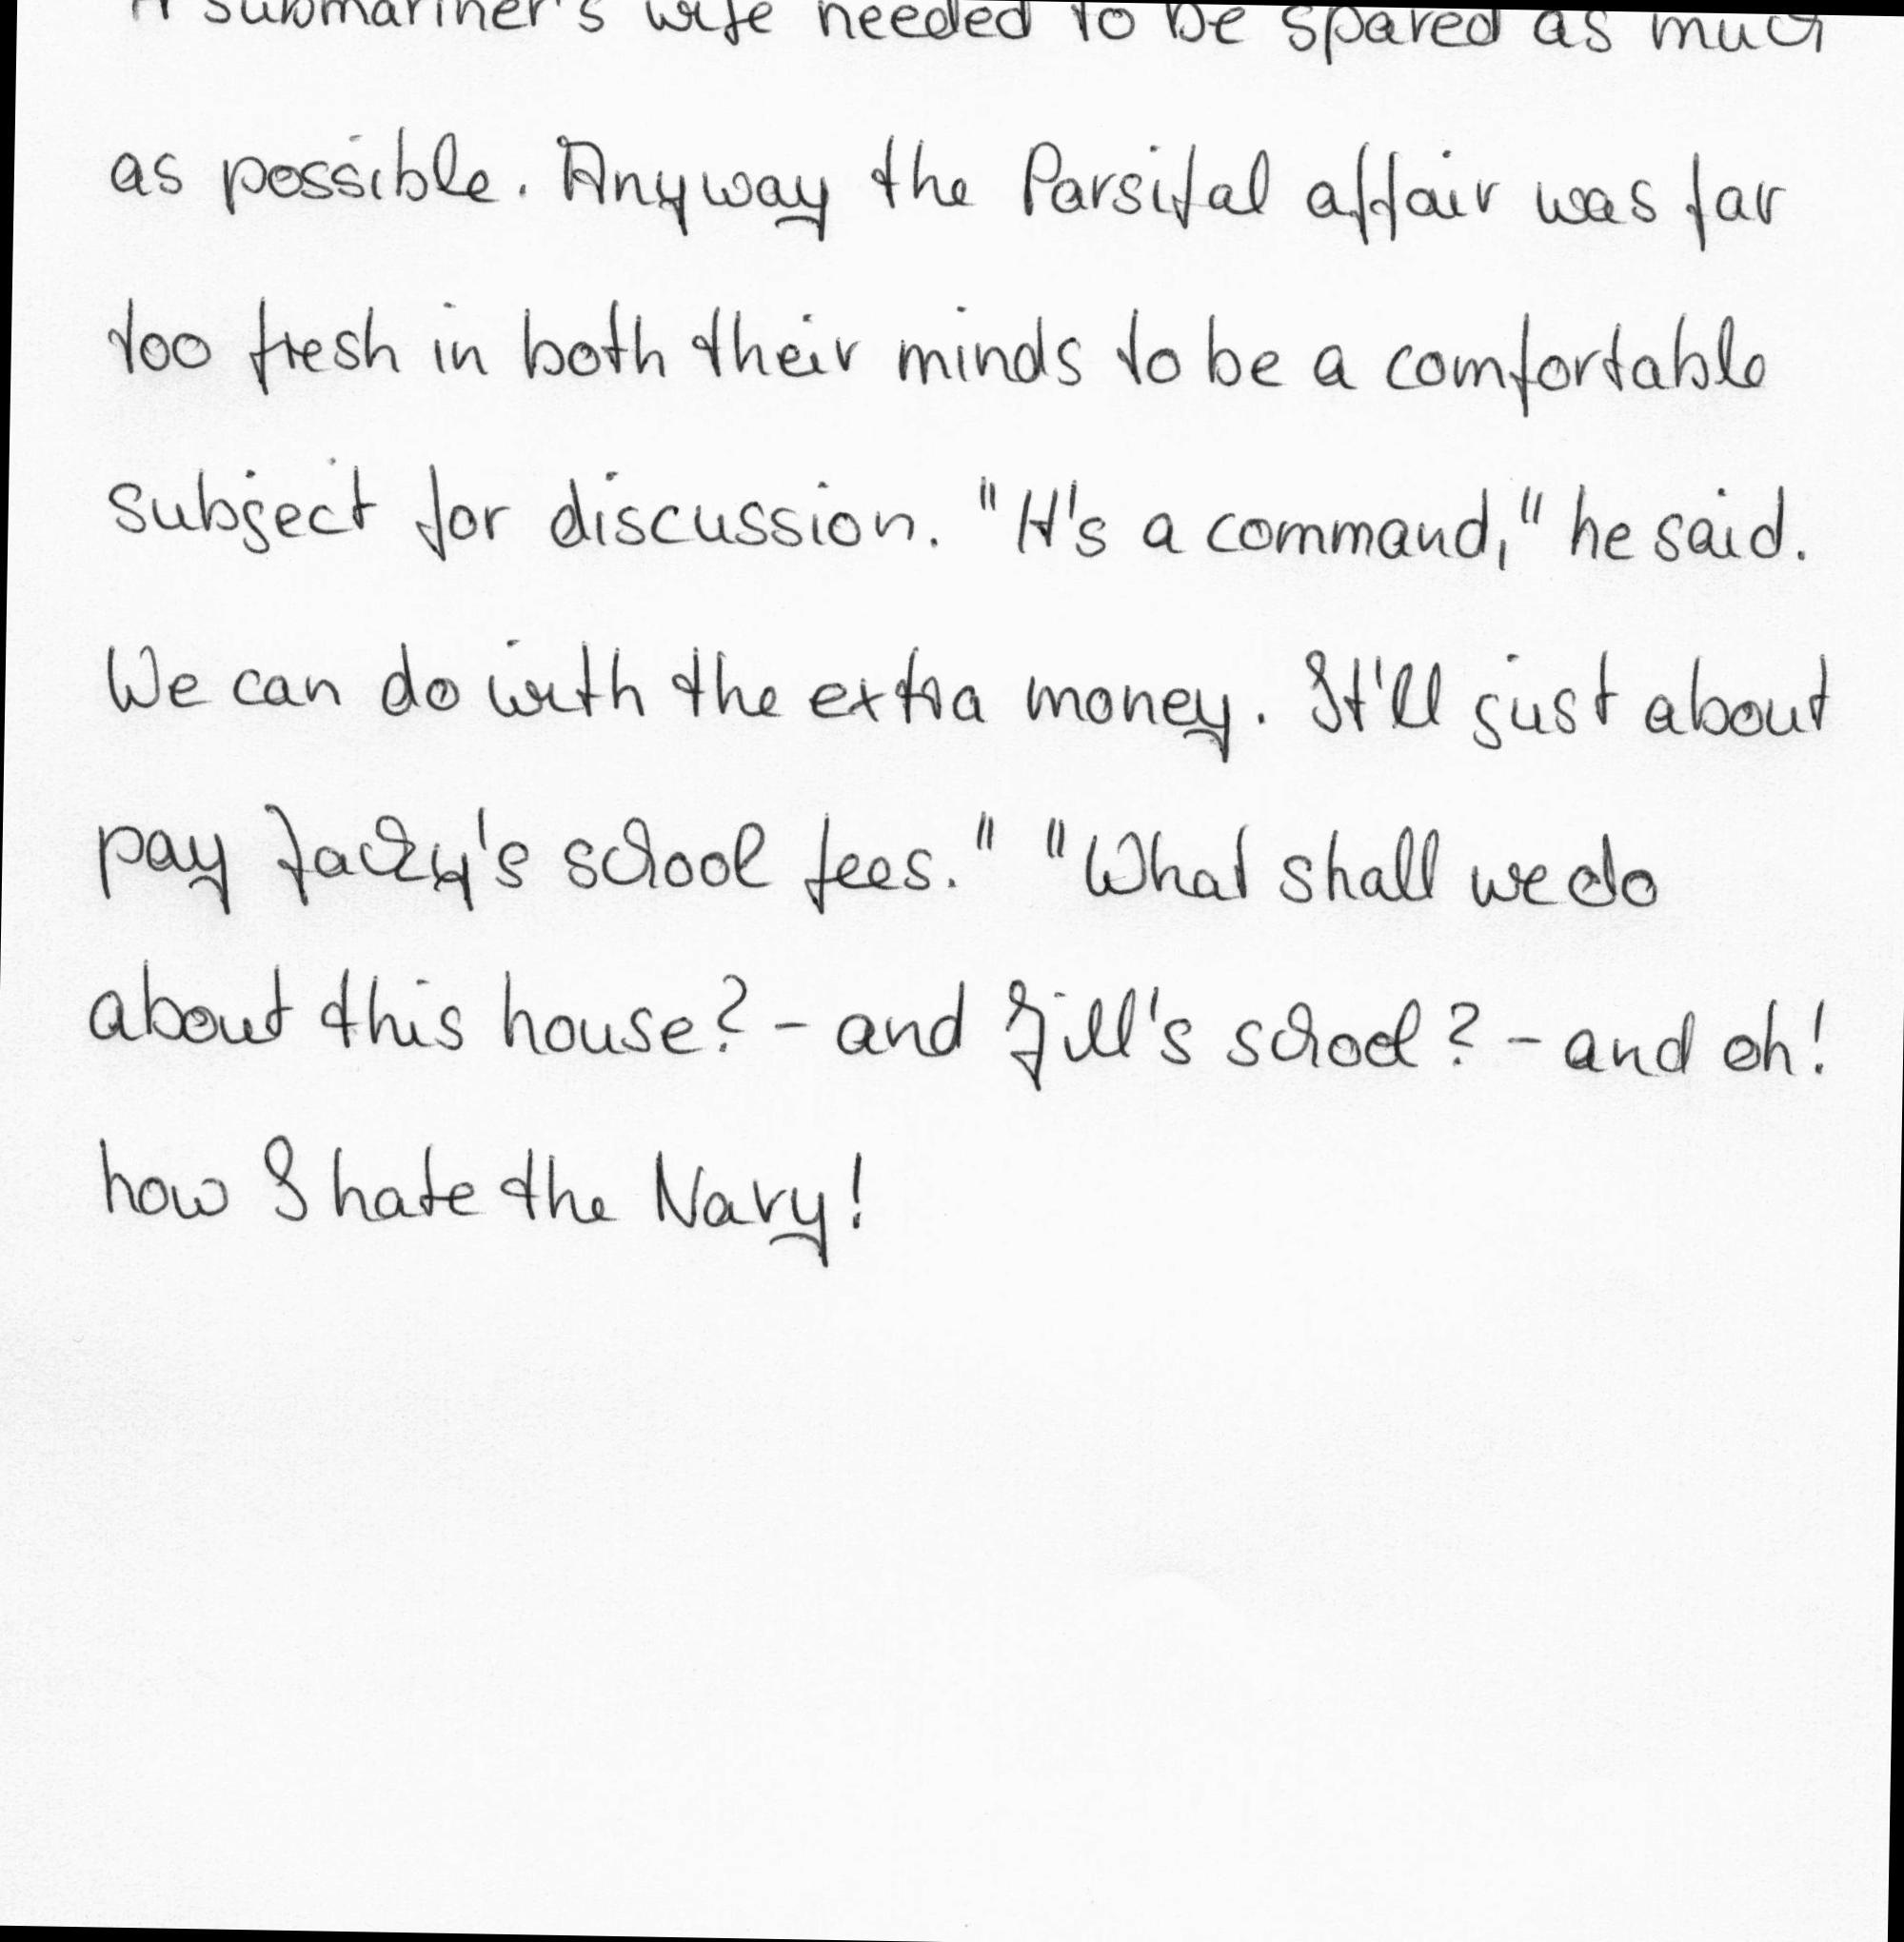 A submariner's wife needed to be spared as much
as possible. Anyway the Parsifal affair was far
too fresh in both their minds to be a comfortable
subject for discussion. "It's a command," he said.
We can do with the extra money. It'll just about
pay Jacky's school fees." "What shall we do
about this house? - and Jill's school? - and oh!
how I hate the Navy!